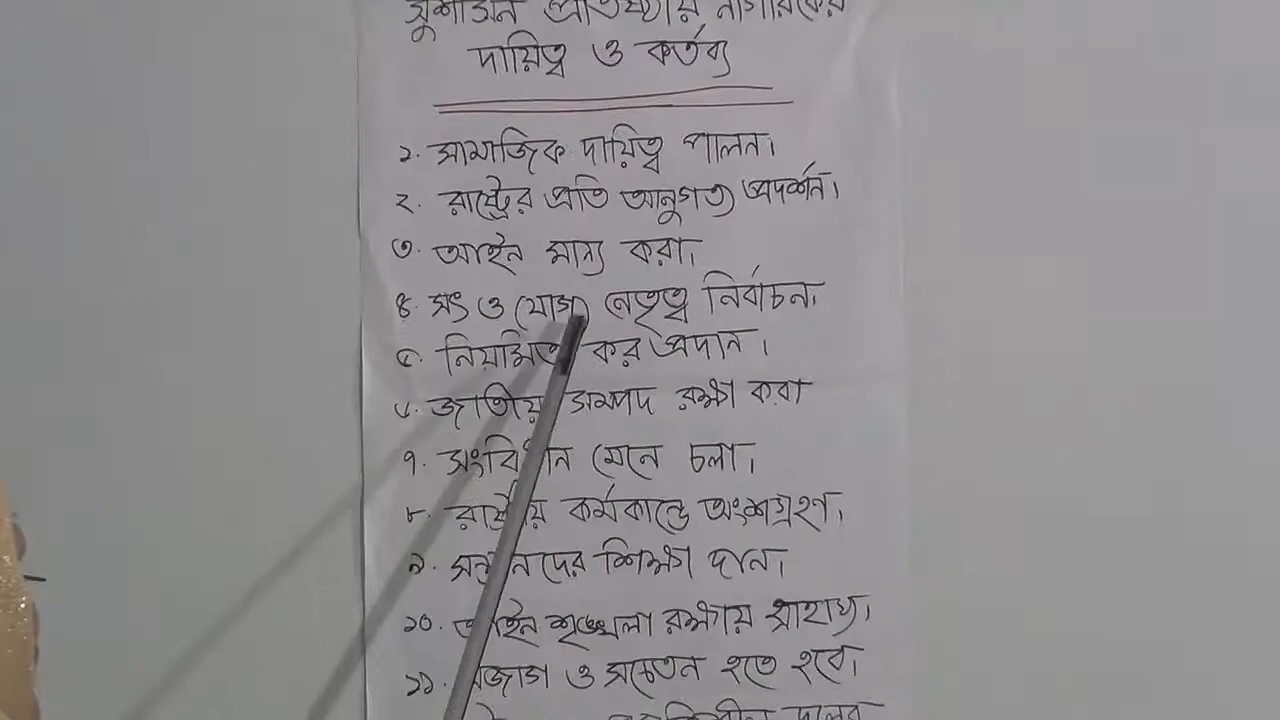 সুশাসন প্রতিষ্ঠায় নাগরিকের
দায়িত্ব ও কর্তব্য
১. সামাজিক দায়িত্ব পালন।
২. রাষ্ট্রের প্রতি আনুগত্য প্রদর্শন।
৩. আইন মান্য করা।
৪. সৎ ও যোগ্য নেতৃত্ব নির্বাচন।
৫. নিয়মিত কর প্রদান।
৬. জাতীয় সম্পদ রক্ষা করা
৭. সংবিধান মেনে চলা।
৮. রাষ্ট্রীয় কর্মকান্ডে অংশগ্রহণ।
৯. সন্তানদের শিক্ষা দান।
১০. আইন শৃঙ্খলা রক্ষায় সাহায্য।
১১. সজাগ ও সচেতন হতে হবে।